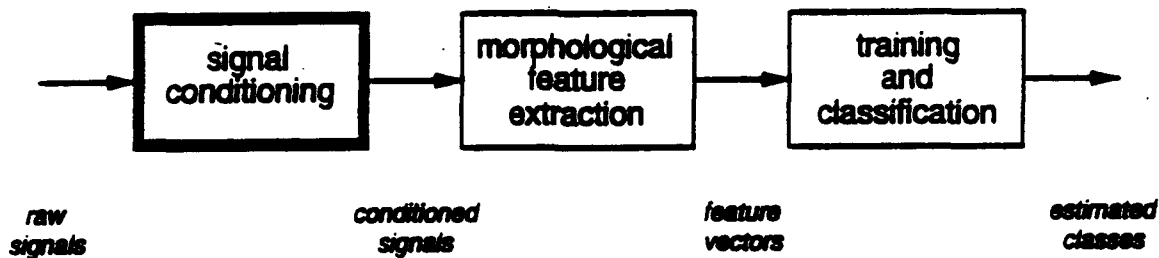 signal
conditioning
morphological
feature
extraction
training
and
classification
raw
signals
conditioned
signals
feature
vectors
estimated
classes